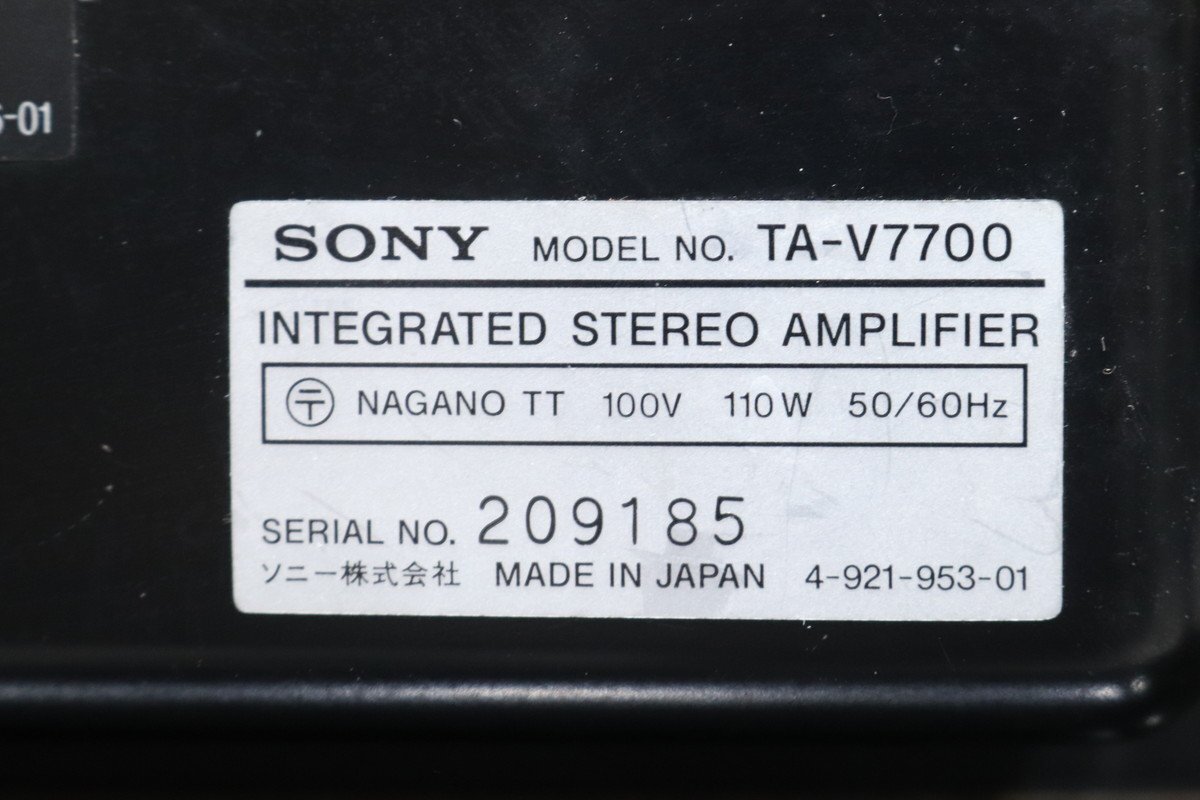 6-01
SONY MODEL NO. TA-V7700
INTEGRATED STEREO AMPLIFIER
〶 NAGANO TT 100V 110W 50/60Hz
SERIAL NO. 209185
ソニー株式会社 MADE IN JAPAN 4-921-953-01